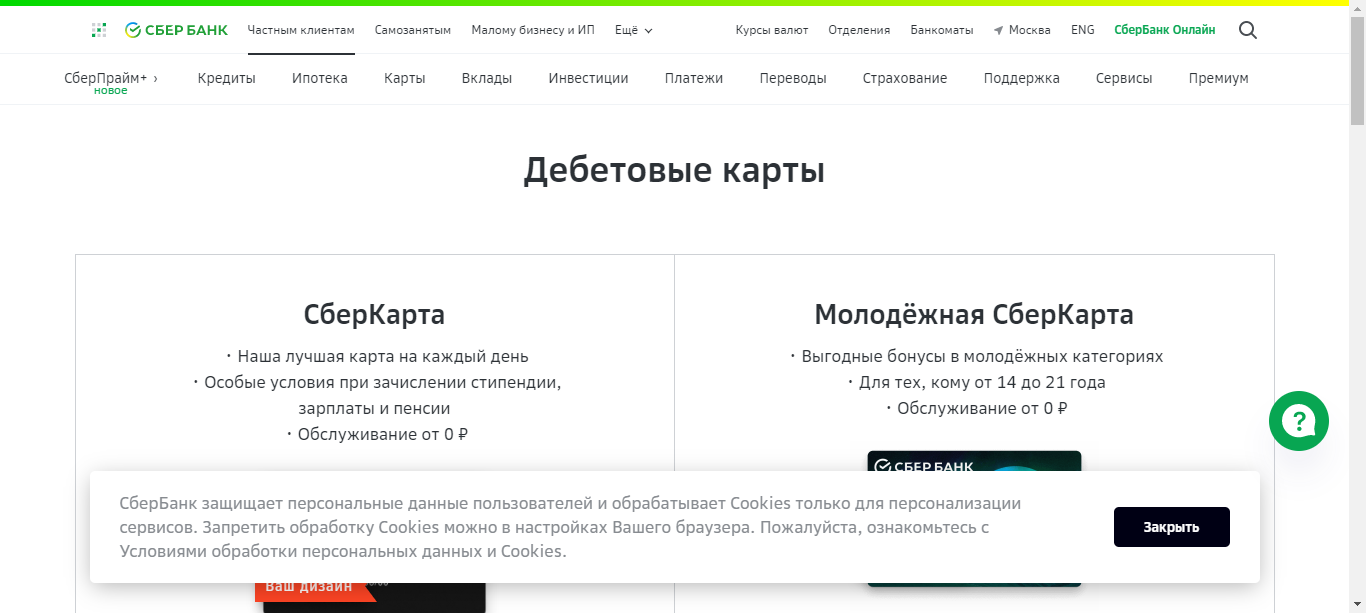 СБЕР БАНК
Частным клиентам
Самозанятым
Малому бизнесу и ИП
Ещё
Курсы валют
Отделения
Банкоматы
Москва
ENG
СберБанк Онлайн
СберПрайм+ ›
новое
Кредиты
Ипотека
Карты
Вклады
Инвестиции
Платежи
Переводы
Страхование
Поддержка
Сервисы
Премиум
Дебетовые карты
СберКарта
· Наша лучшая карта на каждый день
· Особые условия при зачислении стипендии,
зарплаты и пенсии
· Обслуживание от 0 ₽
Молодёжная СберКарта
· Выгодные бонусы в молодёжных категориях
· Для тех, кому от 14 до 21 года
· Обслуживание от 0 ₽
СБЕР БАНК
?
СберБанк защищает персональные данные пользователей и обрабатывает Cookies только для персонализации
сервисов. Запретить обработку Cookies можно в настройках Вашего браузера. Пожалуйста, ознакомьтесь с
Условиями обработки персональных данных и Cookies.
Закрыть
Ваш дизайн